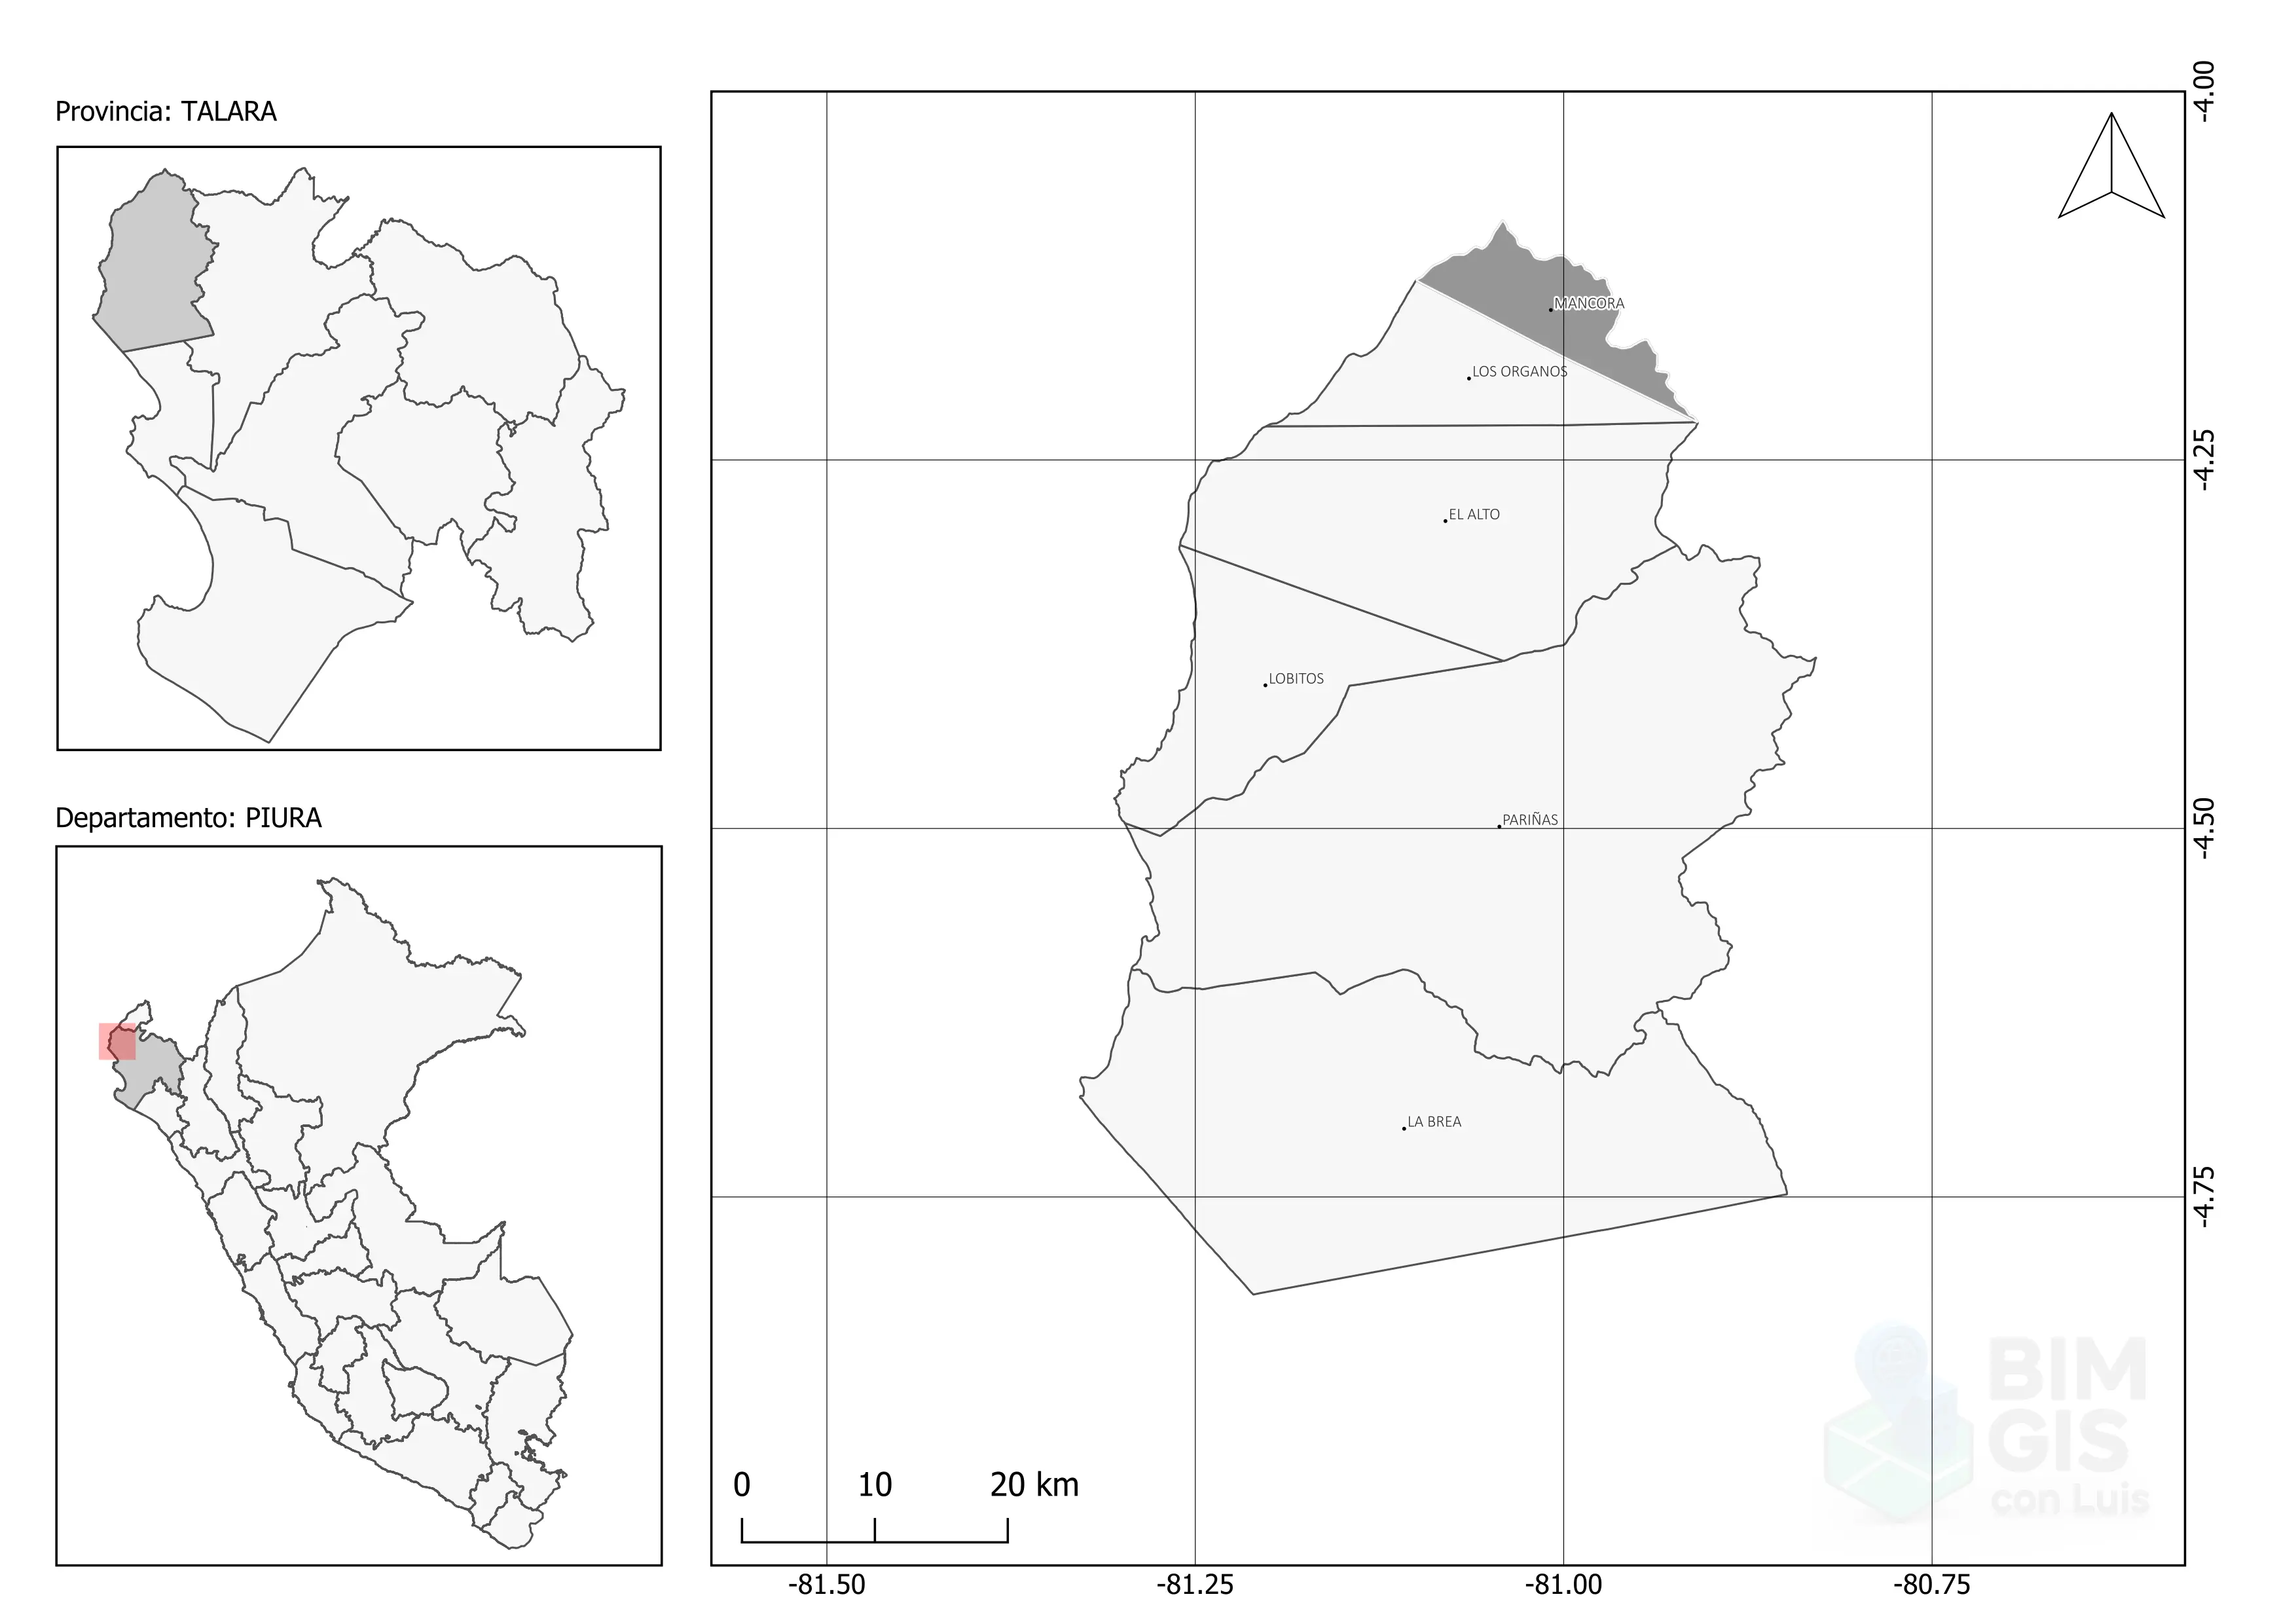 Provincia: TALARA
Departamento: PIURA
MANCORA
LOS ORGANOS
EL ALTO
LOBITOS
PARIÑAS
LA BREA
-4.00
-4.25
-4.50
-4.75
0 10 20 km
-81.50 -81.25 -81.00 -80.75
BIM
GIS
con Luis